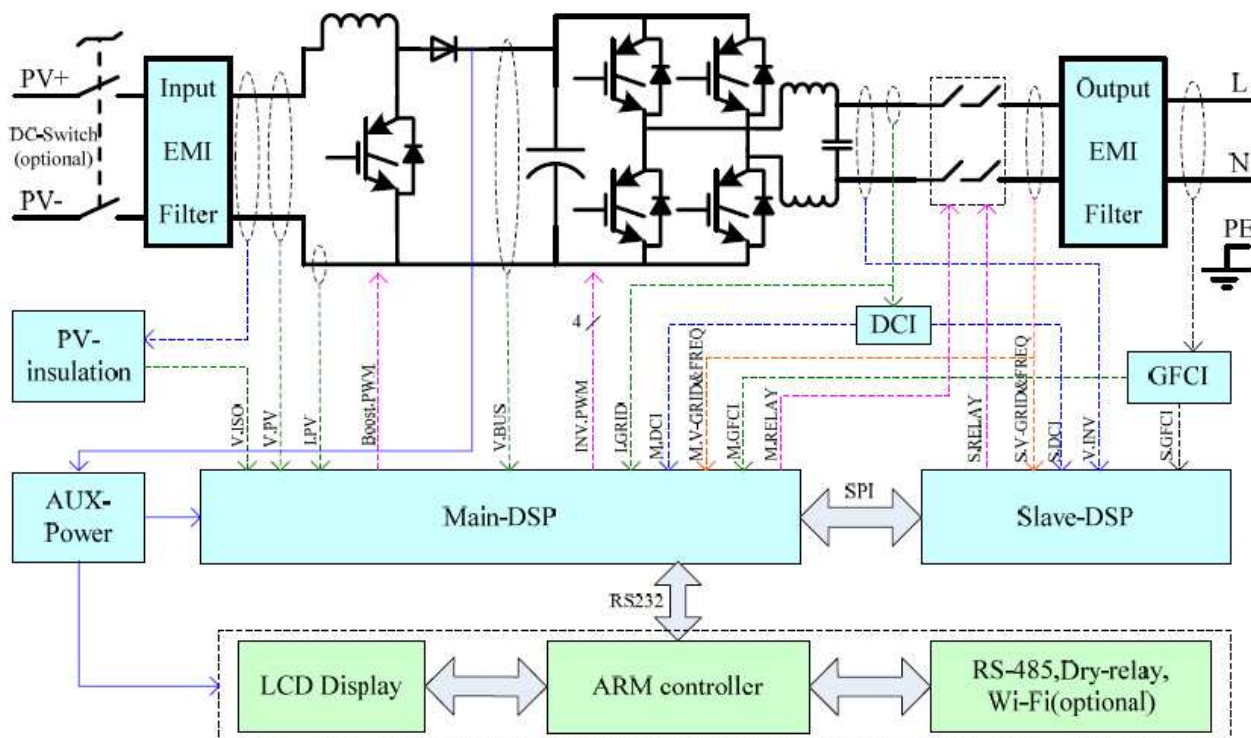 PV+
DC-Switch
(optional)
PV-
Input
EMI
Filter
Output
EMI
Filter
L
N
PE
PV-
insulation
4
DCI
GFCI
V.ISO
V.PV
I.PV
Boost.PWM
V.BUS
INV.PWM
I.GRID
M.DCI
M.V-GRID&FREQ
M.GFCI
M.RELAY
S.RELAY
S.V-GRID&FREQ
S.DCI
V.INV
S.GFCI
AUX-
Power
Main-DSP
SPI
Slave-DSP
RS232
LCD Display
ARM controller
RS-485,Dry-relay,
Wi-Fi(optional)